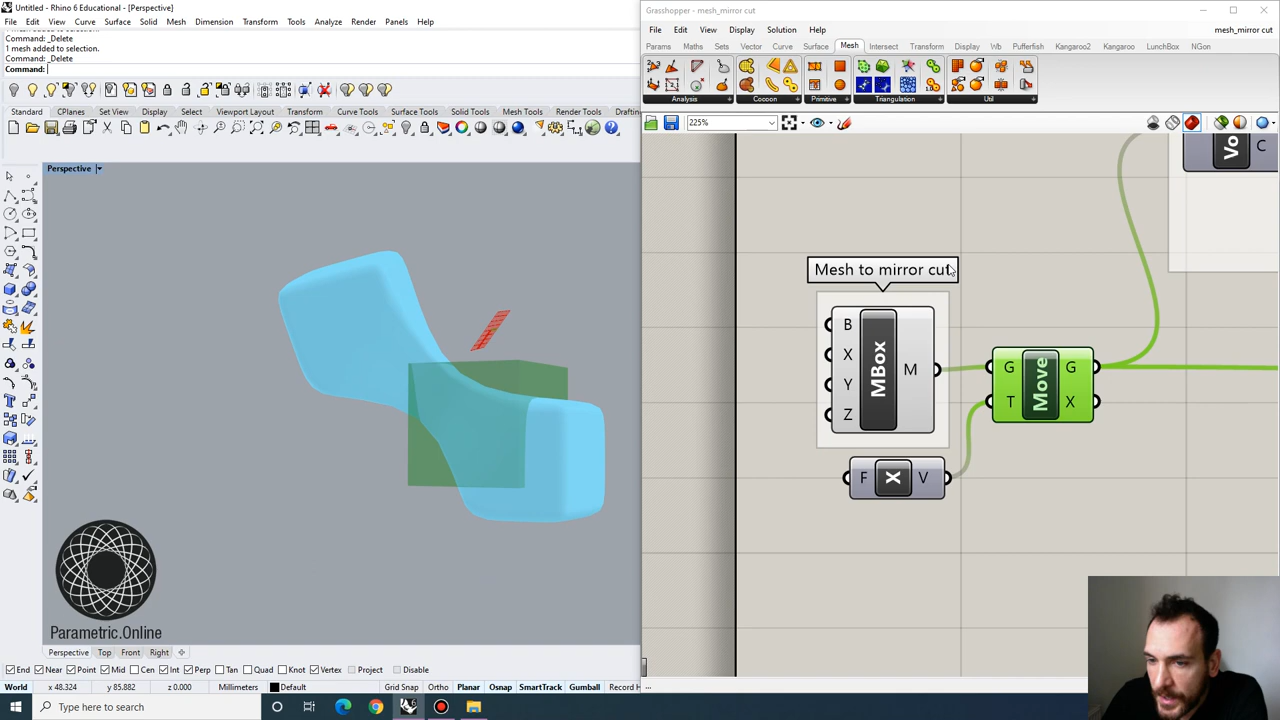 Untitled - Rhino 6 Educational - [Perspective]
File Edit View Curve Surface Solid Mesh Dimension Transform Tools Analyze Render Panels Help
Command: _Delete
1 mesh added to selection.
Command: _Delete
Command:
Standard CPlanes Set View Display Select Viewport Layout Transform Curve Tools Surface Tools Solid Tools Mesh Tools Render Tools Drafti
Perspective
Parametric.Online
Perspective Top Front Right
End Near Point Mid Cen Int Perp Tan Quad Knot Vertex Project Disable
World x 48.324 y 85.882 z 0.000 Millimeters Default Grid Snap Ortho Planar Osnap SmartTrack Gumball Record H
Type here to search
Grasshopper - mesh_mirror cut
File Edit View Display Solution Help mesh_mirror cut
Params Maths Sets Vector Curve Surface Mesh Intersect Transform Display Wb Pufferfish Kangaroo2 Kangaroo LunchBox NGon
Analysis Cocoon Primitive Triangulation Util
225%
Vo C
Mesh to mirror cut
B X Y Z MBox M
G T Move G X
F X V
...